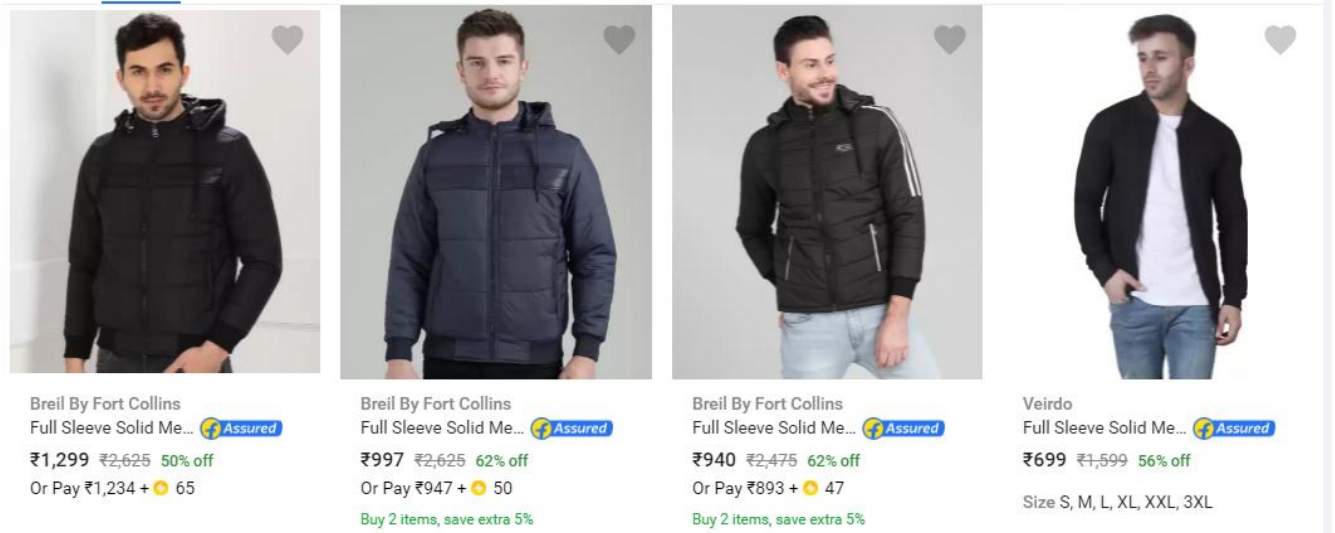 Breil By Fort Collins
Full Sleeve Solid Me... Assured
₹1,299 ₹2,625 50% off
Or Pay ₹1,234 + 65
Breil By Fort Collins
Full Sleeve Solid Me... Assured
₹997 ₹2,625 62% off
Or Pay ₹947 + 50
Buy 2 items, save extra 5%
Breil By Fort Collins
Full Sleeve Solid Me... Assured
₹940 ₹2,475 62% off
Or Pay ₹893 + 47
Buy 2 items, save extra 5%
Veirdo
Full Sleeve Solid Me... Assured
₹699 ₹1,599 56% off
Size S, M, L, XL, XXL, 3XL